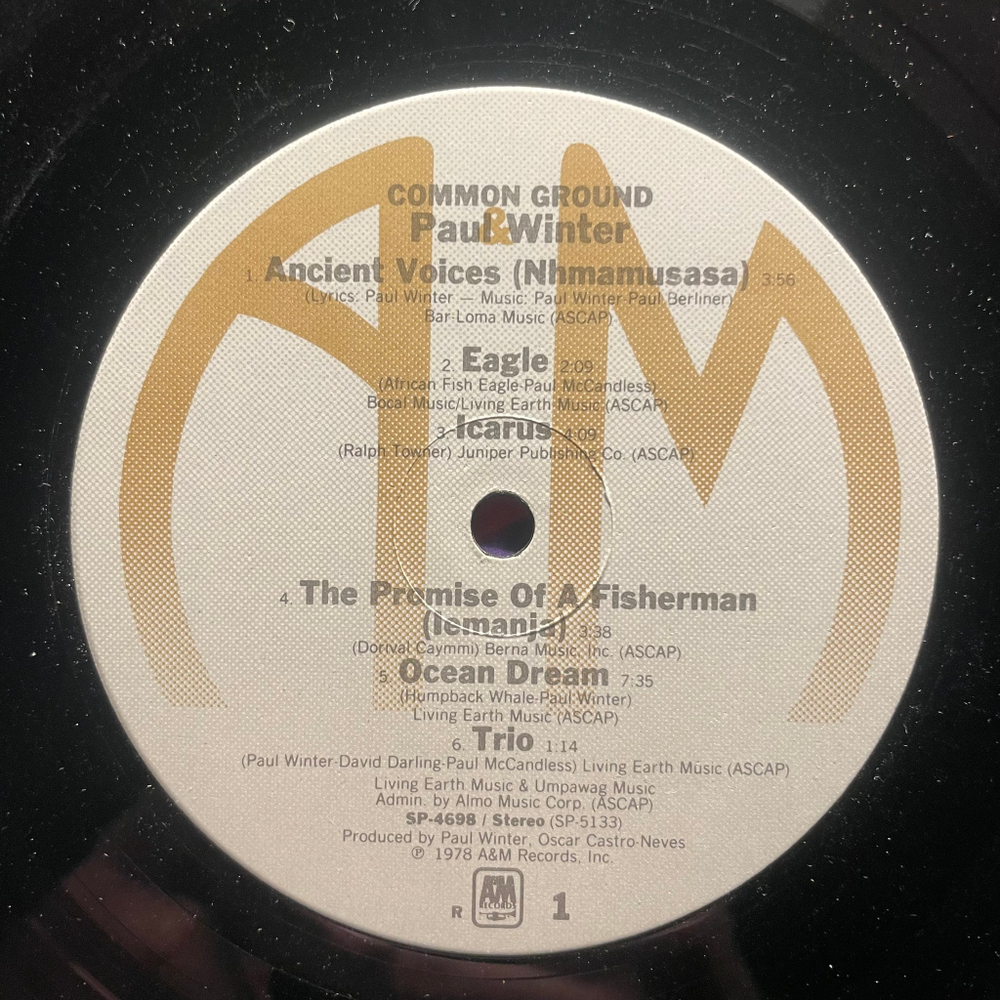 COMMON GROUND
Paul Winter
&
1. Ancient Voices (Nhmamusasa) 3:56
(Lyrics: Paul Winter — Music: Paul Winter Paul Berliner)
Bar-Loma Music (ASCAP)
2. Eagle 2:09
(African Fish Eagle-Paul McCandless)
Bocal Music/Living Earth Music (ASCAP)
3. Icarus 4:09
(Ralph Towner) Juniper Publishing Co. (ASCAP)
4. The Promise Of A Fisherman
(Iemanja) 3:38
(Dorival Caymmi) Berna Music, Inc. (ASCAP)
5. Ocean Dream 7:35
(Humpback Whale-Paul Winter)
Living Earth Music (ASCAP)
6. Trio 1:14
(Paul Winter-David Darling-Paul McCandless) Living Earth Music (ASCAP)
Living Earth Music & Umpawag Music
Admin. by Almo Music Corp. (ASCAP)
SP-4698 / Stereo (SP-5133)
Produced by Paul Winter, Oscar Castro-Neves
℗ 1978 A&M Records, Inc.
R A&M RECORDS 1